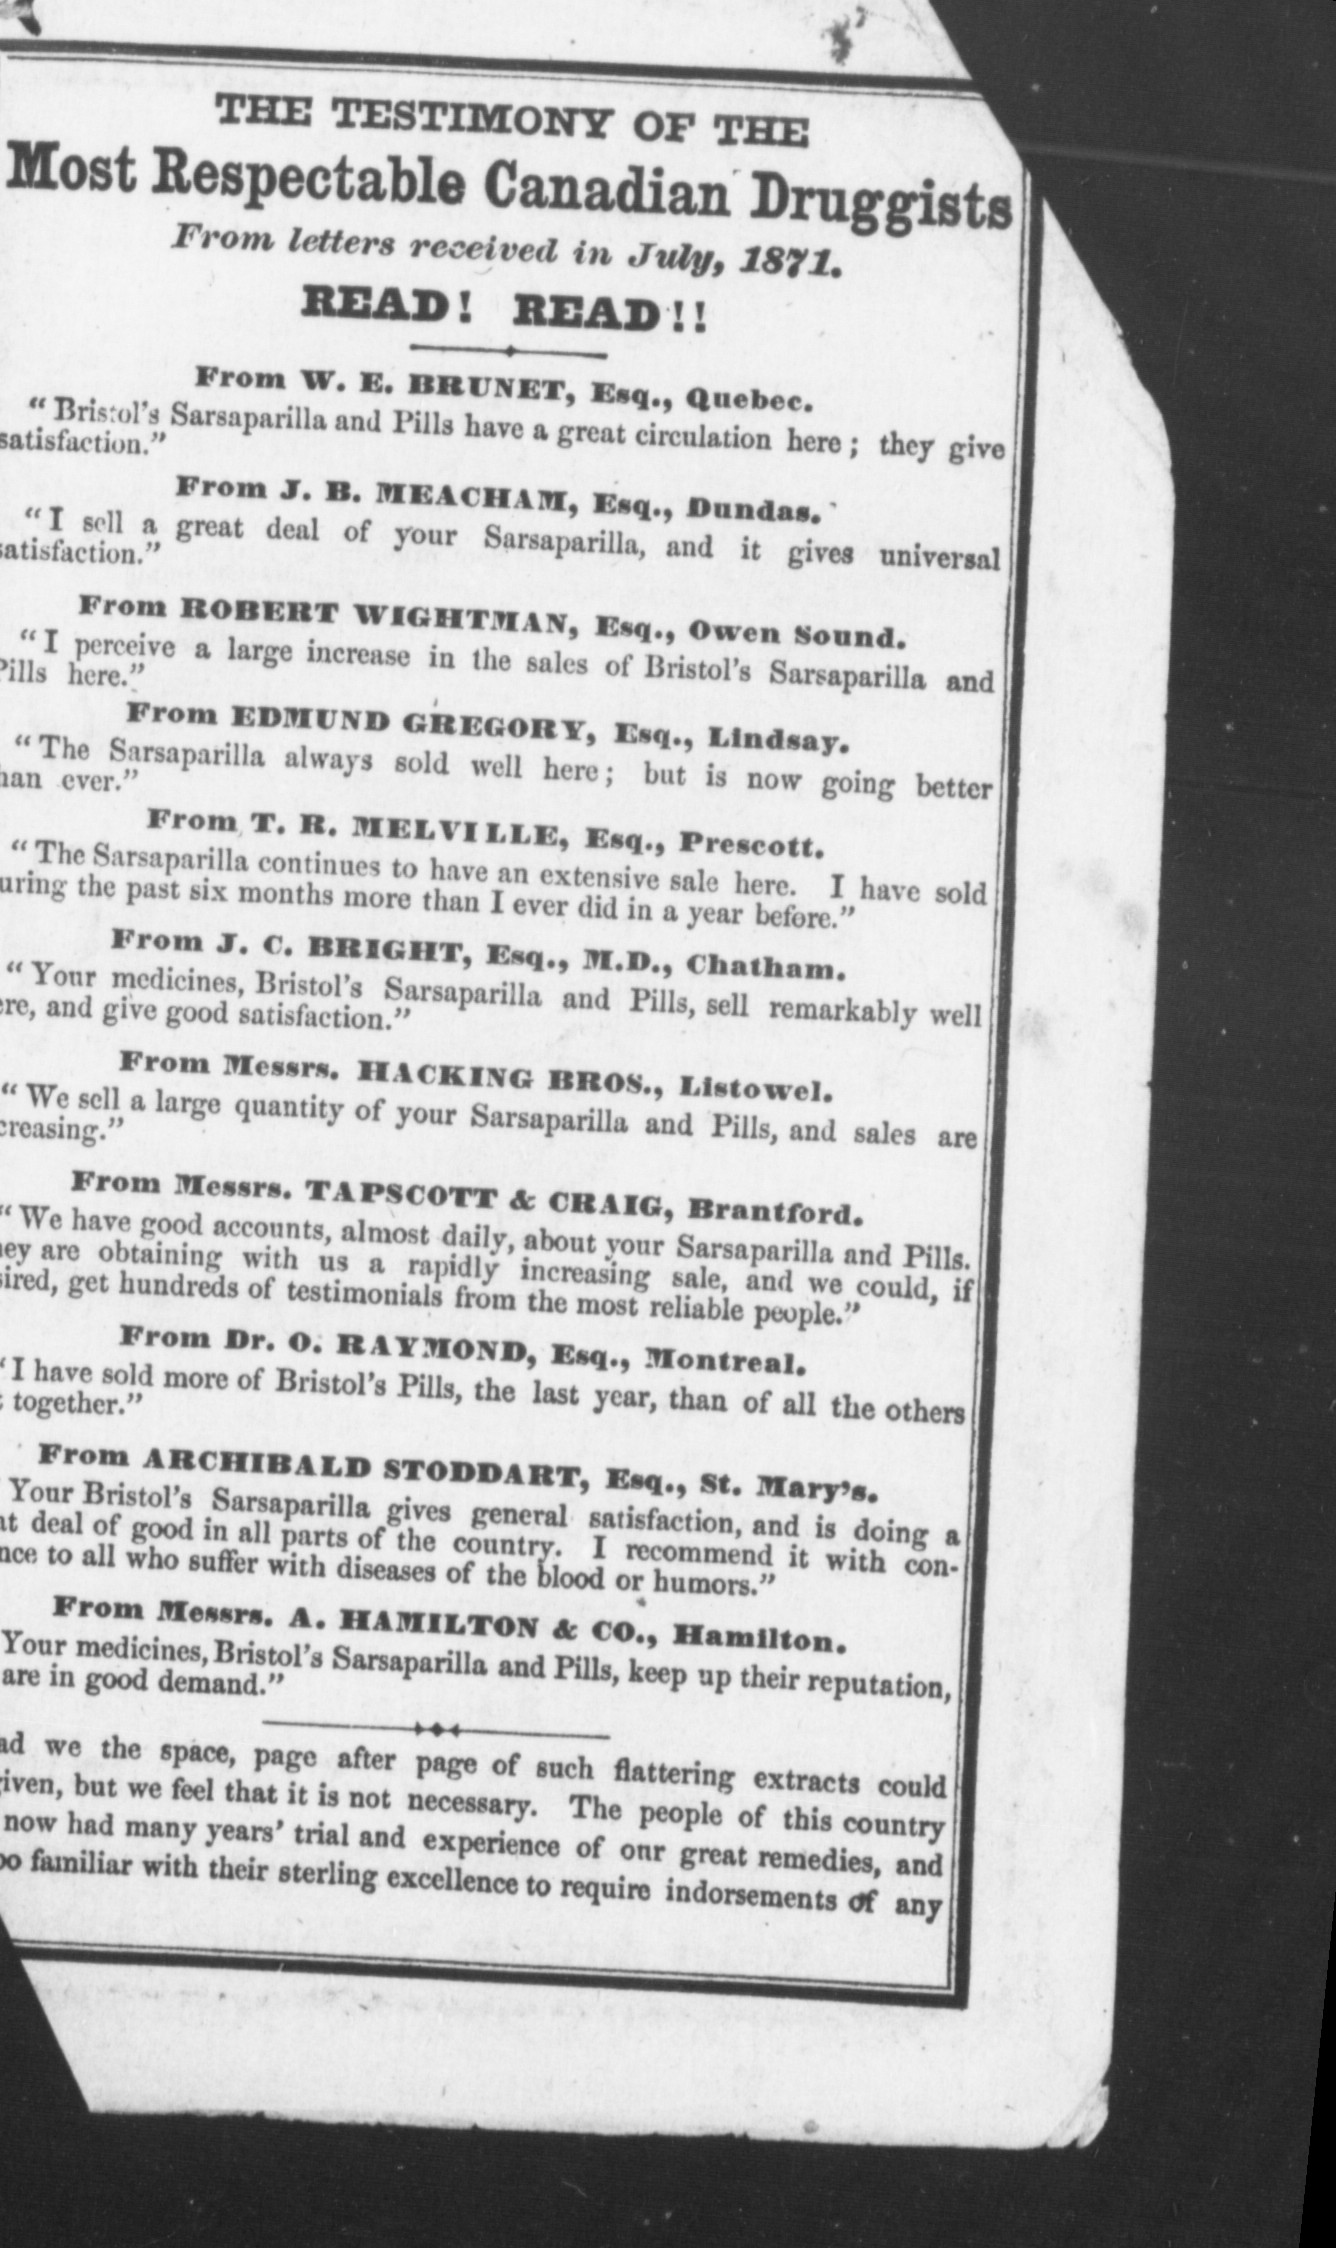 THE TESTIMONY OF THE
Most Respectable Canadian Druggists
From letters received in July, 1871.
READ! READ!!
From W. E. BRUNET, Esq., Quebec.
"Bristol's Sarsaparilla and Pills have a great circulation here; they give
satisfaction."
From J. B. MEACHAM, Esq., Dundas.
"I sell a great deal of your Sarsaparilla, and it gives universal
satisfaction."
From ROBERT WIGHTMAN, Esq., Owen Sound.
"I perceive a large increase in the sales of Bristol's Sarsaparilla and
Pills here."
From EDMUND GREGORY, Esq., Lindsay.
"The Sarsaparilla always sold well here; but is now going better
han ever."
From T. R. MELVILLE, Esq., Prescott.
"The Sarsaparilla continues to have an extensive sale here. I have sold
uring the past six months more than I ever did in a year before."
From J. C. BRIGHT, Esq., M.D., Chatham.
"Your medicines, Bristol's Sarsaparilla and Pills, sell remarkably well
ere, and give good satisfaction."
From Messrs. HACKING BROS., Listowel.
"We sell a large quantity of your Sarsaparilla and Pills, and sales are
creasing."
From Messrs. TAPSCOTT & CRAIG, Brantford.
"We have good accounts, almost daily, about your Sarsaparilla and Pills.
ey are obtaining with us a rapidly increasing sale, and we could, if
sired, get hundreds of testimonials from the most reliable people."
From Dr. O. RAYMOND, Esq., Montreal.
"I have sold more of Bristol's Pills, the last year, than of all the others
together."
From ARCHIBALD STODDART, Esq., St. Mary's.
Your Bristol's Sarsaparilla gives general satisfaction, and is doing a
at deal of good in all parts of the country. I recommend it with con-
nce to all who suffer with diseases of the blood or humors."
From Messrs. A. HAMILTON & CO., Hamilton.
Your medicines, Bristol's Sarsaparilla and Pills, keep up their reputation,
are in good demand."
ad we the space, page after page of such flattering extracts could
given, but we feel that it is not necessary. The people of this country
now had many years' trial and experience of our great remedies, and
oo familiar with their sterling excellence to require indorsements of any